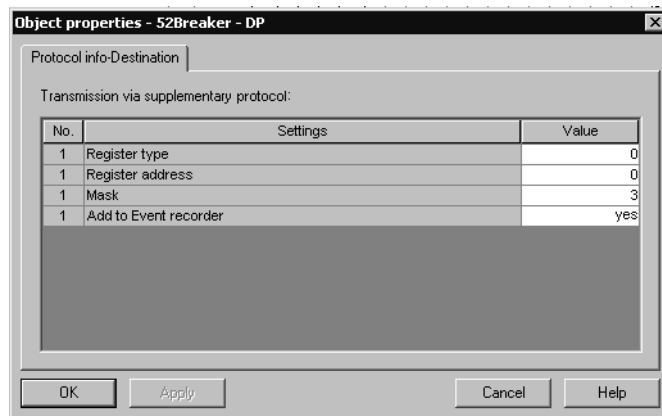 Object properties - 52Breaker - DP
Protocol info-Destination
Transmission via supplementary protocol:
No. Settings Value
1 Register type 0
1 Register address 0
1 Mask 3
1 Add to Event recorder yes
OK Apply Cancel Help